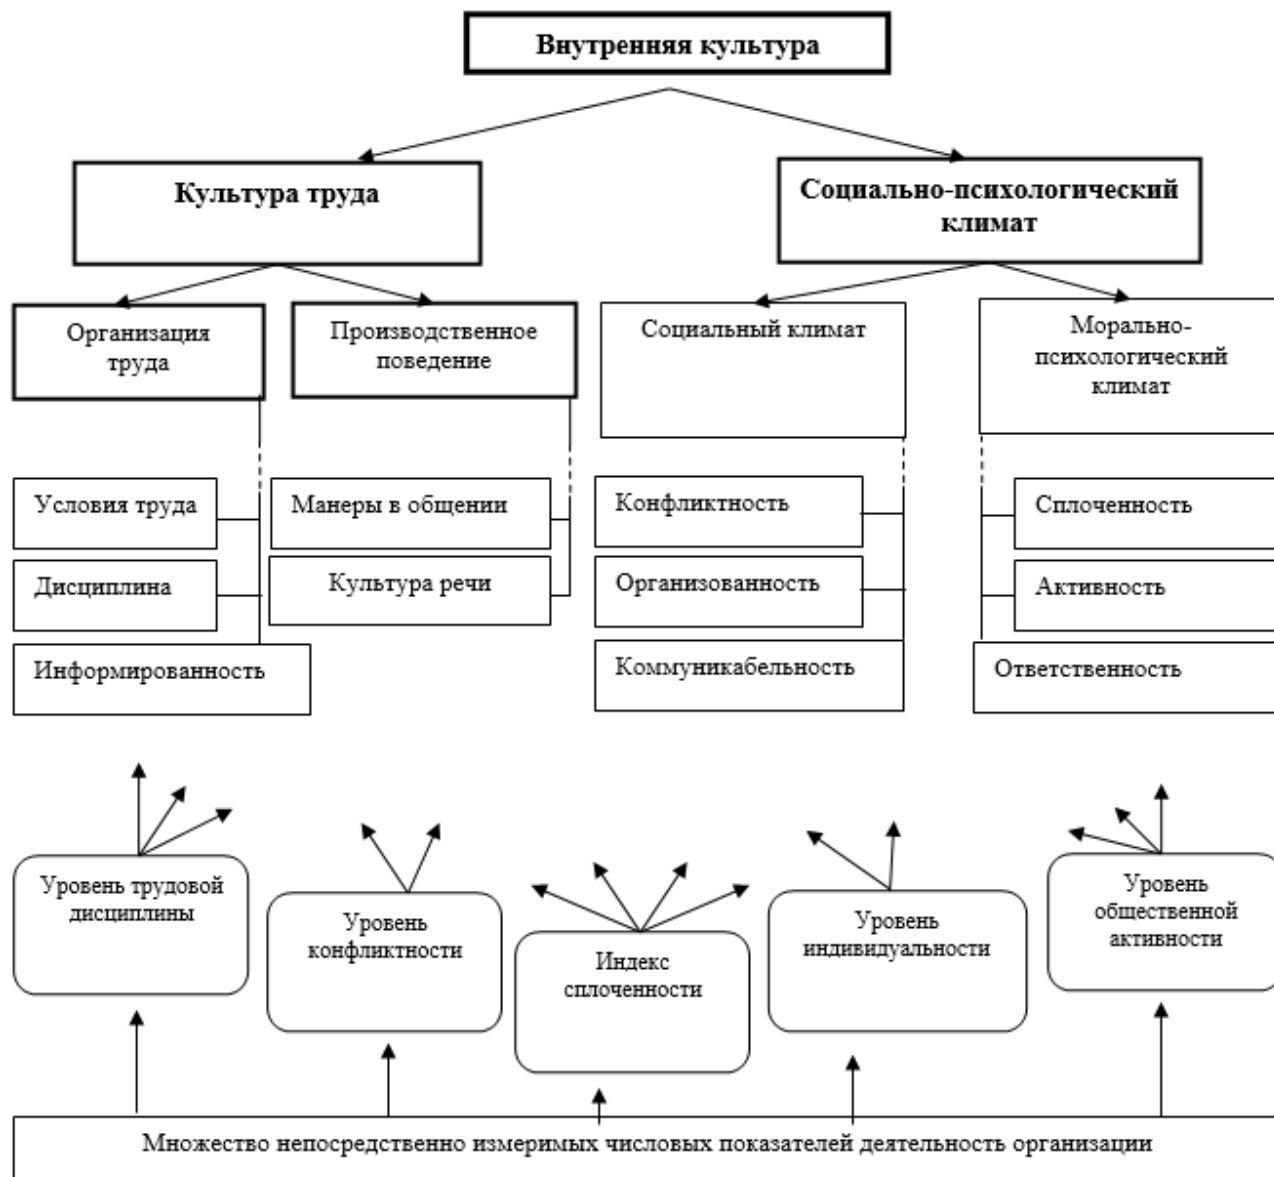 Внутренняя культура
Культура труда
Социально-психологический
климат
Организация
труда
Производственное
поведение
Социальный климат
Морально-
психологический
климат
Условия труда
Манеры в общении
Конфликтность
Сплоченность
Дисциплина
Культура речи
Организованность
Активность
Информированность
Коммуникабельность
Ответственность
Уровень трудовой
дисциплины
Уровень
конфликтности
Индекс
сплоченности
Уровень
индивидуальности
Уровень
общественной
активности
Множество непосредственно измеримых числовых показателей деятельность организации